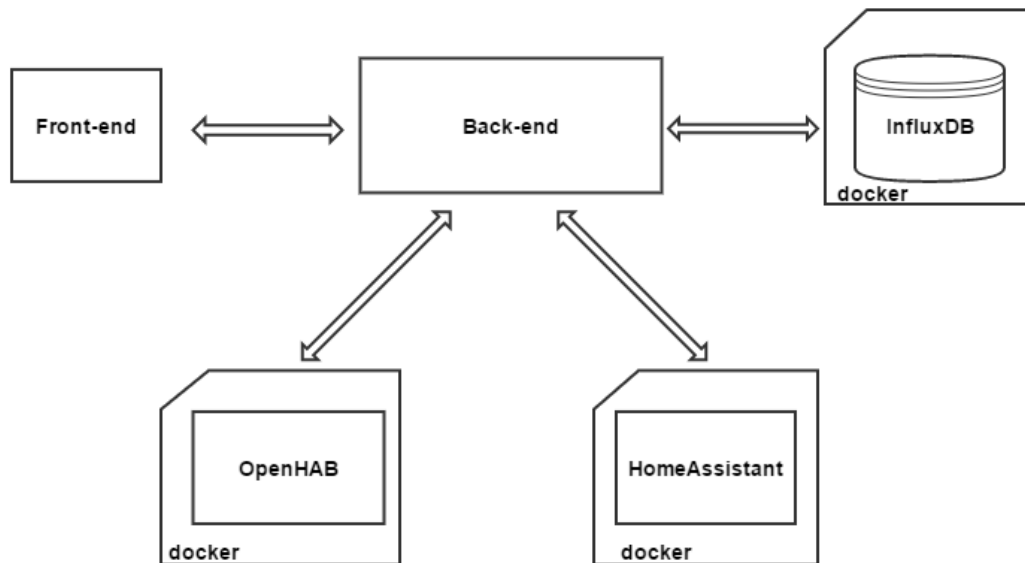 Front-end
Back-end
InfluxDB
docker
OpenHAB
HomeAssistant
docker
docker